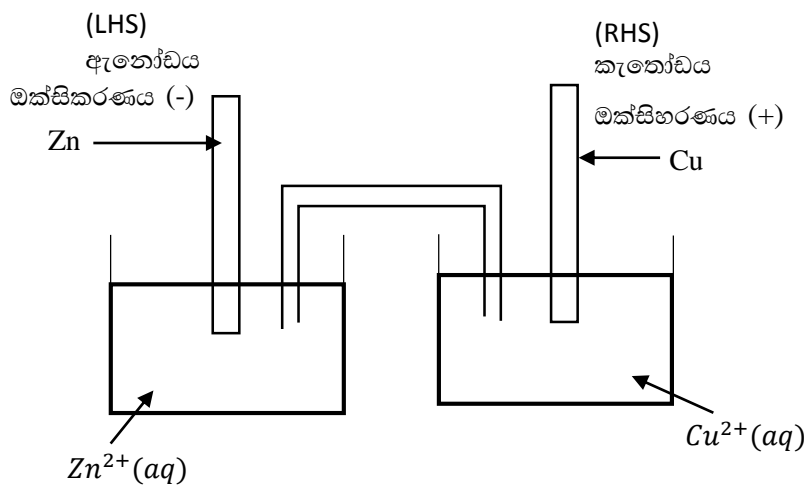 (LHS)
ඇනෝඩය
ඔක්සිකරණය (-)
Zn
(RHS)
කැතෝඩය
ඔක්සිහරණය (+)
Cu
Zn²⁺(aq)
Cu²⁺(aq)